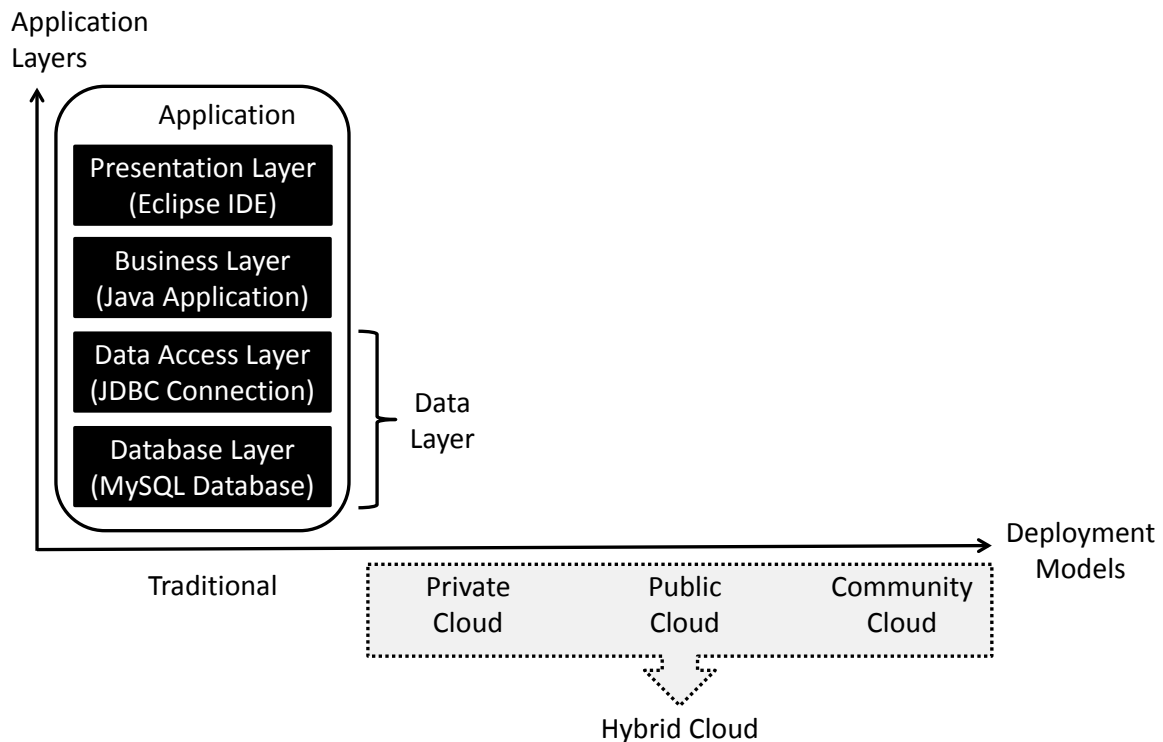 Application
Layers
Application
Presentation Layer
(Eclipse IDE)
Business Layer
(Java Application)
Data Access Layer
(JDBC Connection)
Database Layer
(MySQL Database)
Data
Layer
Deployment
Models
Traditional
Private
Cloud
Public
Cloud
Community
Cloud
Hybrid Cloud